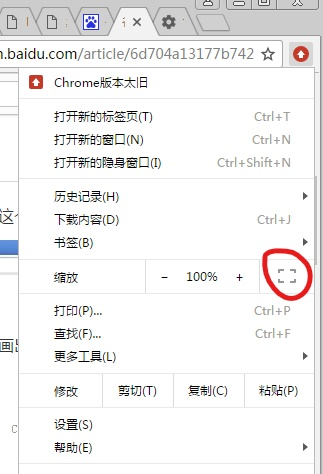 n.baidu.com/article/6d704a13177b742
Chrome版本太旧
打开新的标签页(T) Ctrl+T
打开新的窗口(N) Ctrl+N
打开新的隐身窗口(I) Ctrl+Shift+N
历史记录(H)
下载内容(D) Ctrl+J
这个
书签(B)
缩放 − 100% +
打印(P)... Ctrl+P
查找(F)... Ctrl+F
更多工具(L)
修改 剪切(T) 复制(C) 粘贴(P)
设置(S)
帮助(E)